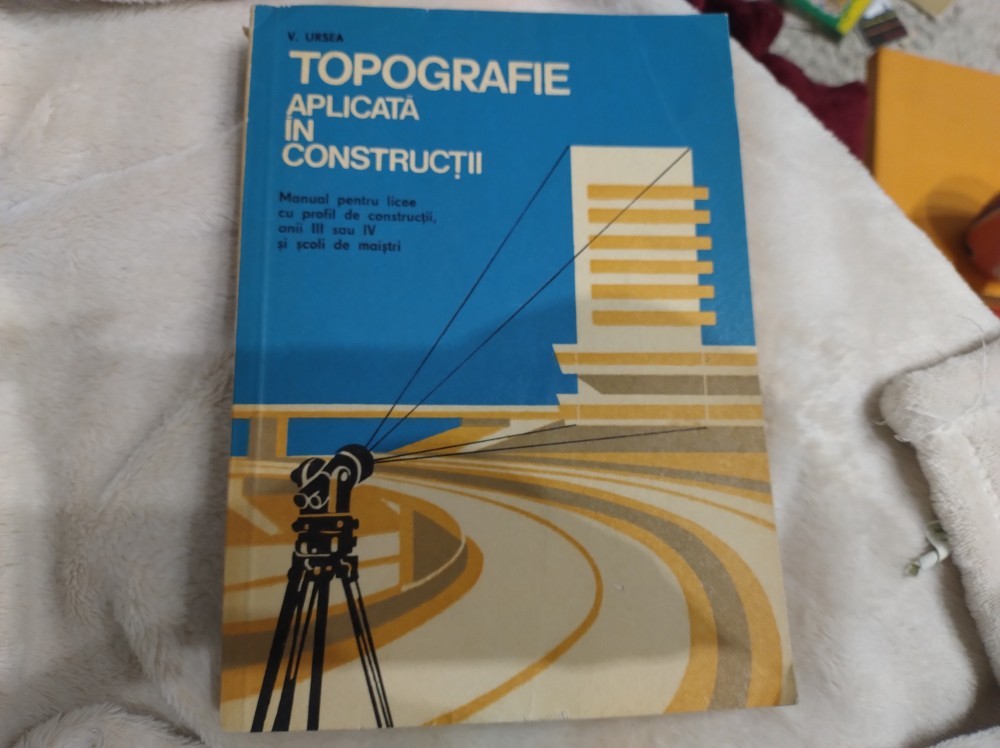 V. URSEA
TOPOGRAFIE
APLICATĂ
ÎN
CONSTRUCȚII
Manual pentru licee
cu profil de construcții,
anii III sau IV
și școli de maiștri